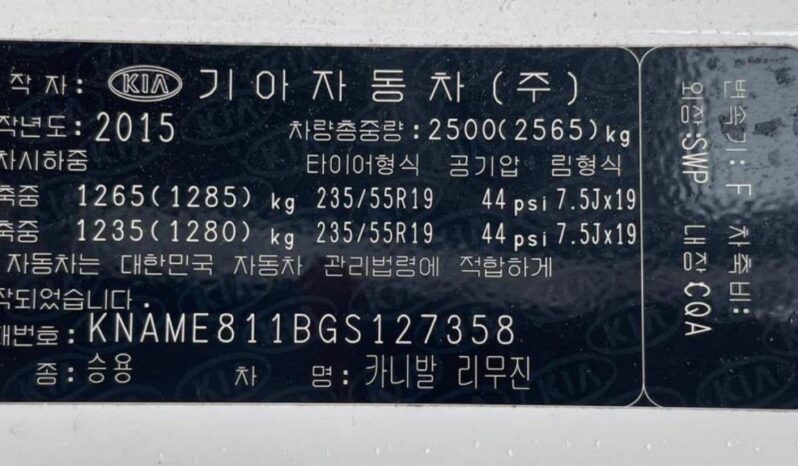 작 자: KIA 기아자동차(주)
작년도: 2015 차량총중량: 2500(2565)kg
차시하중 타이어형식 공기압 림형식
축중 1265(1285) kg 235/55R19 44 psi 7.5Jx19
축중 1235(1280) kg 235/55R19 44 psi 7.5Jx19
자동차는 대한민국 자동차 관리법령에 적합하게
작되었습니다.
대번호: KNAME811BGS127358
종: 승용 차 명: 카니발 리무진
변속기: F 차축비:
외장: SWP 내장: CQA